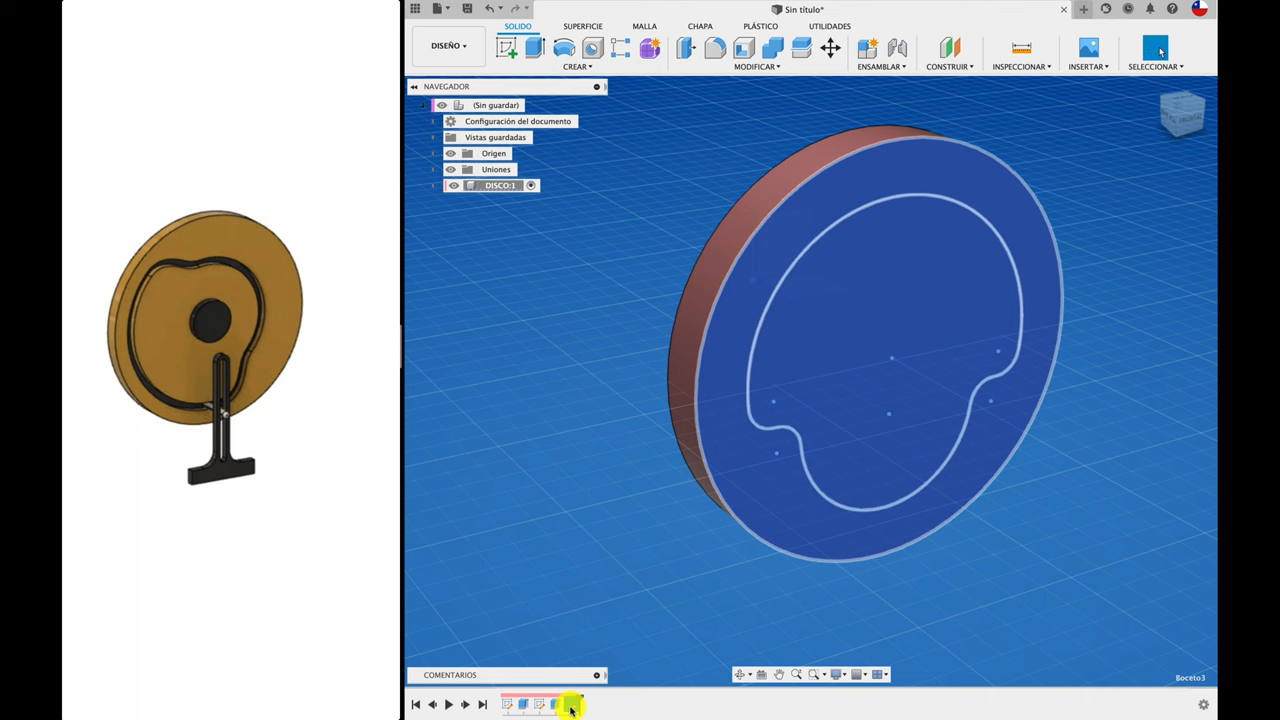 Sin título*
DISEÑO
SOLIDO
SUPERFICIE
MALLA
CHAPA
PLÁSTICO
UTILIDADES
CREAR
MODIFICAR
ENSAMBLAR
CONSTRUIR
INSPECCIONAR
INSERTAR
SELECCIONAR
NAVEGADOR
(Sin guardar)
Configuración del documento
Vistas guardadas
Origen
Uniones
DISCO:1
COMENTARIOS
Boceto3